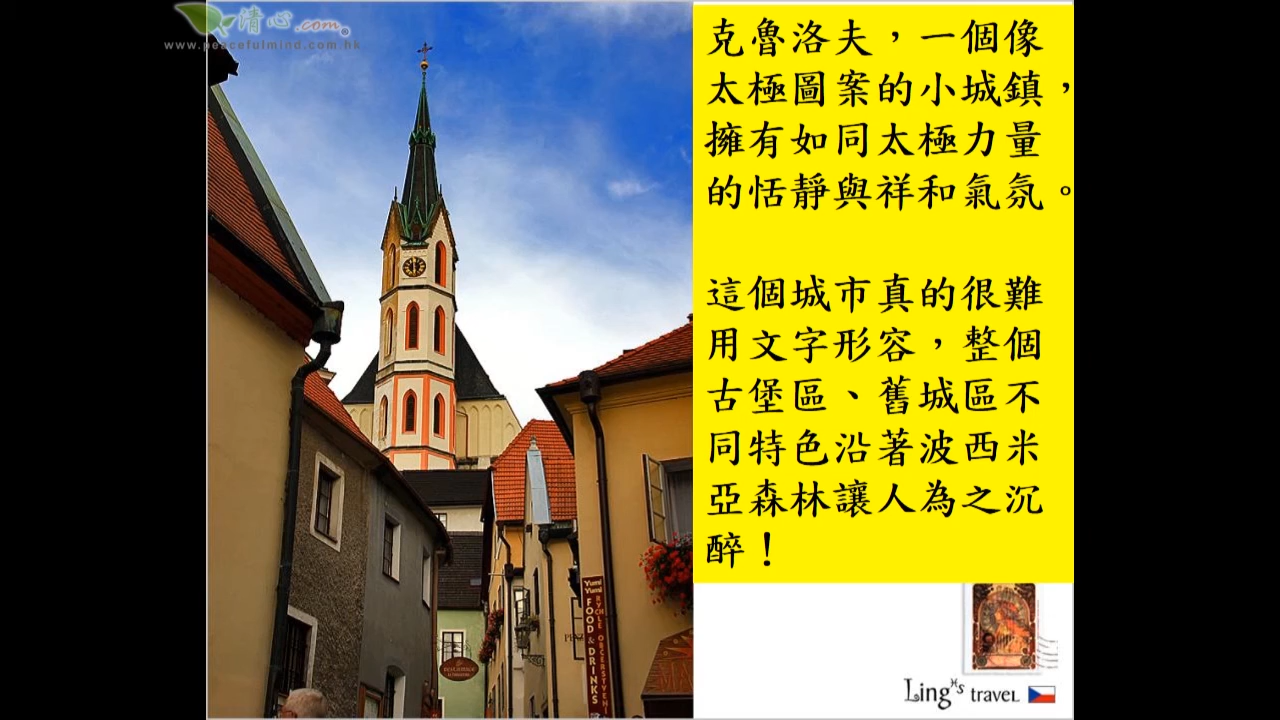 清心.com
www.peacefulmind.com.hk
克魯洛夫，一個像
太極圖案的小城鎮，
擁有如同太極力量
的恬靜與祥和氣氛。
這個城市真的很難
用文字形容，整個
古堡區、舊城區不
同特色沿著波西米
亞森林讓人為之沉
醉！
Yumi Yumi
FOOD & DRINKS
RYCHLE OBCERSTVENI
Ling's travel